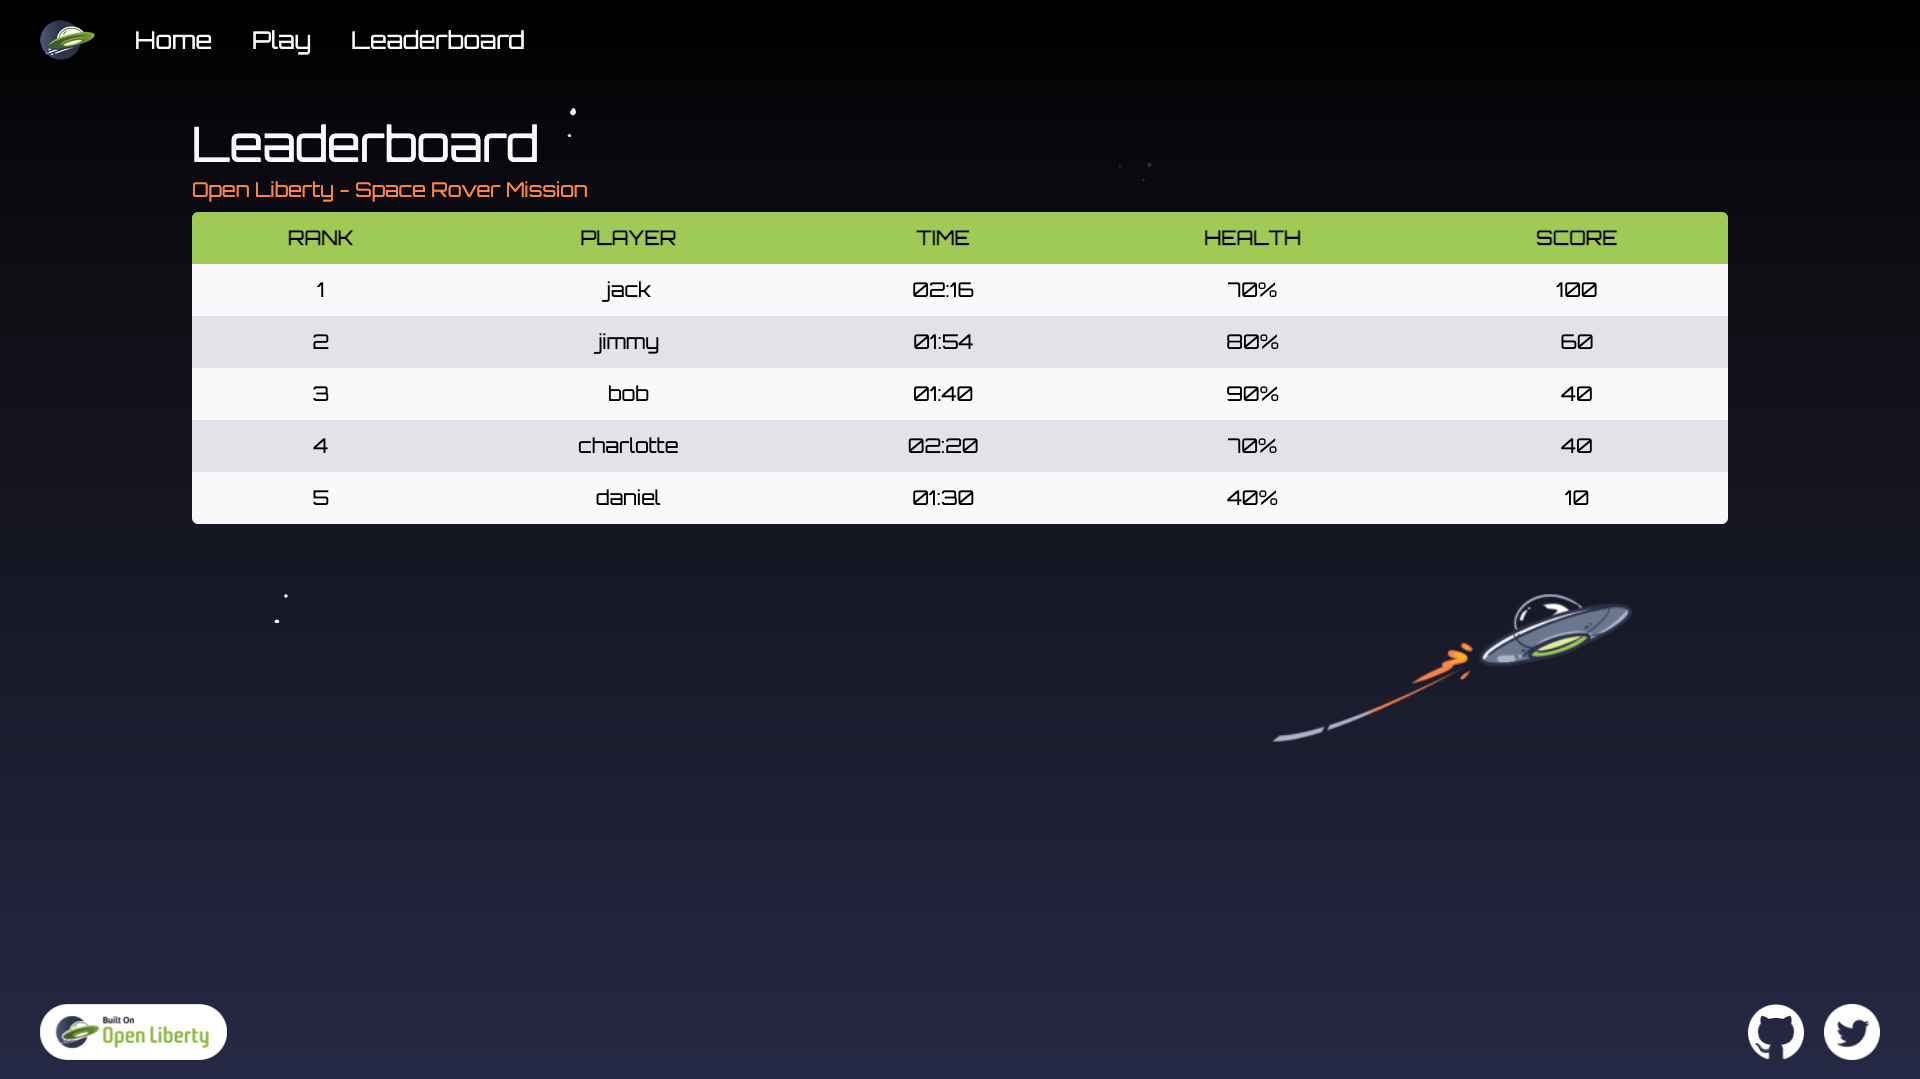 Home Play Leaderboard
Leaderboard
Open Liberty - Space Rover Mission
RANK PLAYER TIME HEALTH SCORE
1 jack 02:16 70% 100
2 jimmy 01:54 80% 60
3 bob 01:40 90% 40
4 charlotte 02:20 70% 40
5 daniel 01:30 40% 10
Built On
Open Liberty